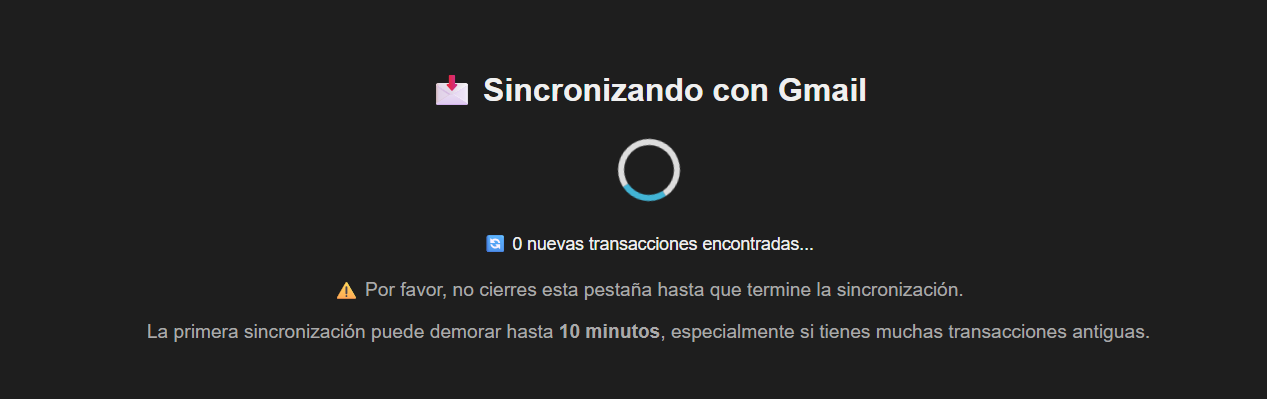 Sincronizando con Gmail
0 nuevas transacciones encontradas...
Por favor, no cierres esta pestaña hasta que termine la sincronización.
La primera sincronización puede demorar hasta 10 minutos, especialmente si tienes muchas transacciones antiguas.